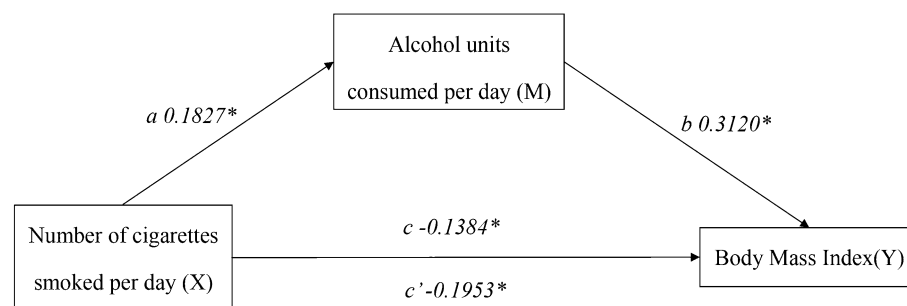 Alcohol units
consumed per day (M)
a 0.1827*
b 0.3120*
Number of cigarettes
smoked per day (X)
c -0.1384*
c’-0.1953*
Body Mass Index(Y)